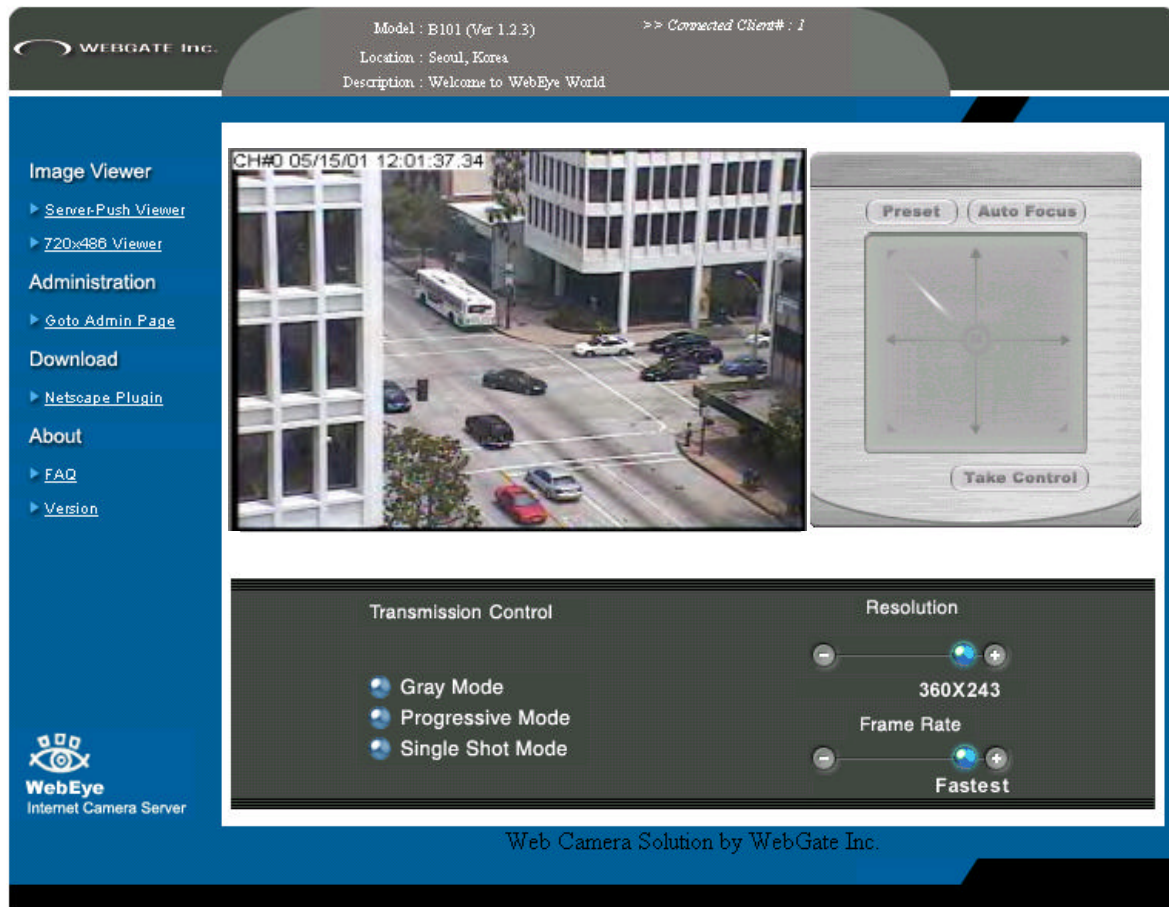 WEBGATE Inc.
Model : B101 (Ver 1.2.3)
>> Connected Client# : 1
Location : Seoul, Korea
Description : Welcome to WebEye World
Image Viewer
Server-Push Viewer
720x486 Viewer
Administration
Goto Admin Page
Download
Netscape Plugin
About
FAQ
Version
CH#0 05/15/01 12:01:37.34
Preset
Auto Focus
Take Control
Transmission Control
Gray Mode
Progressive Mode
Single Shot Mode
Resolution
360X243
Frame Rate
Fastest
WebEye
Internet Camera Server
Web Camera Solution by WebGate Inc.